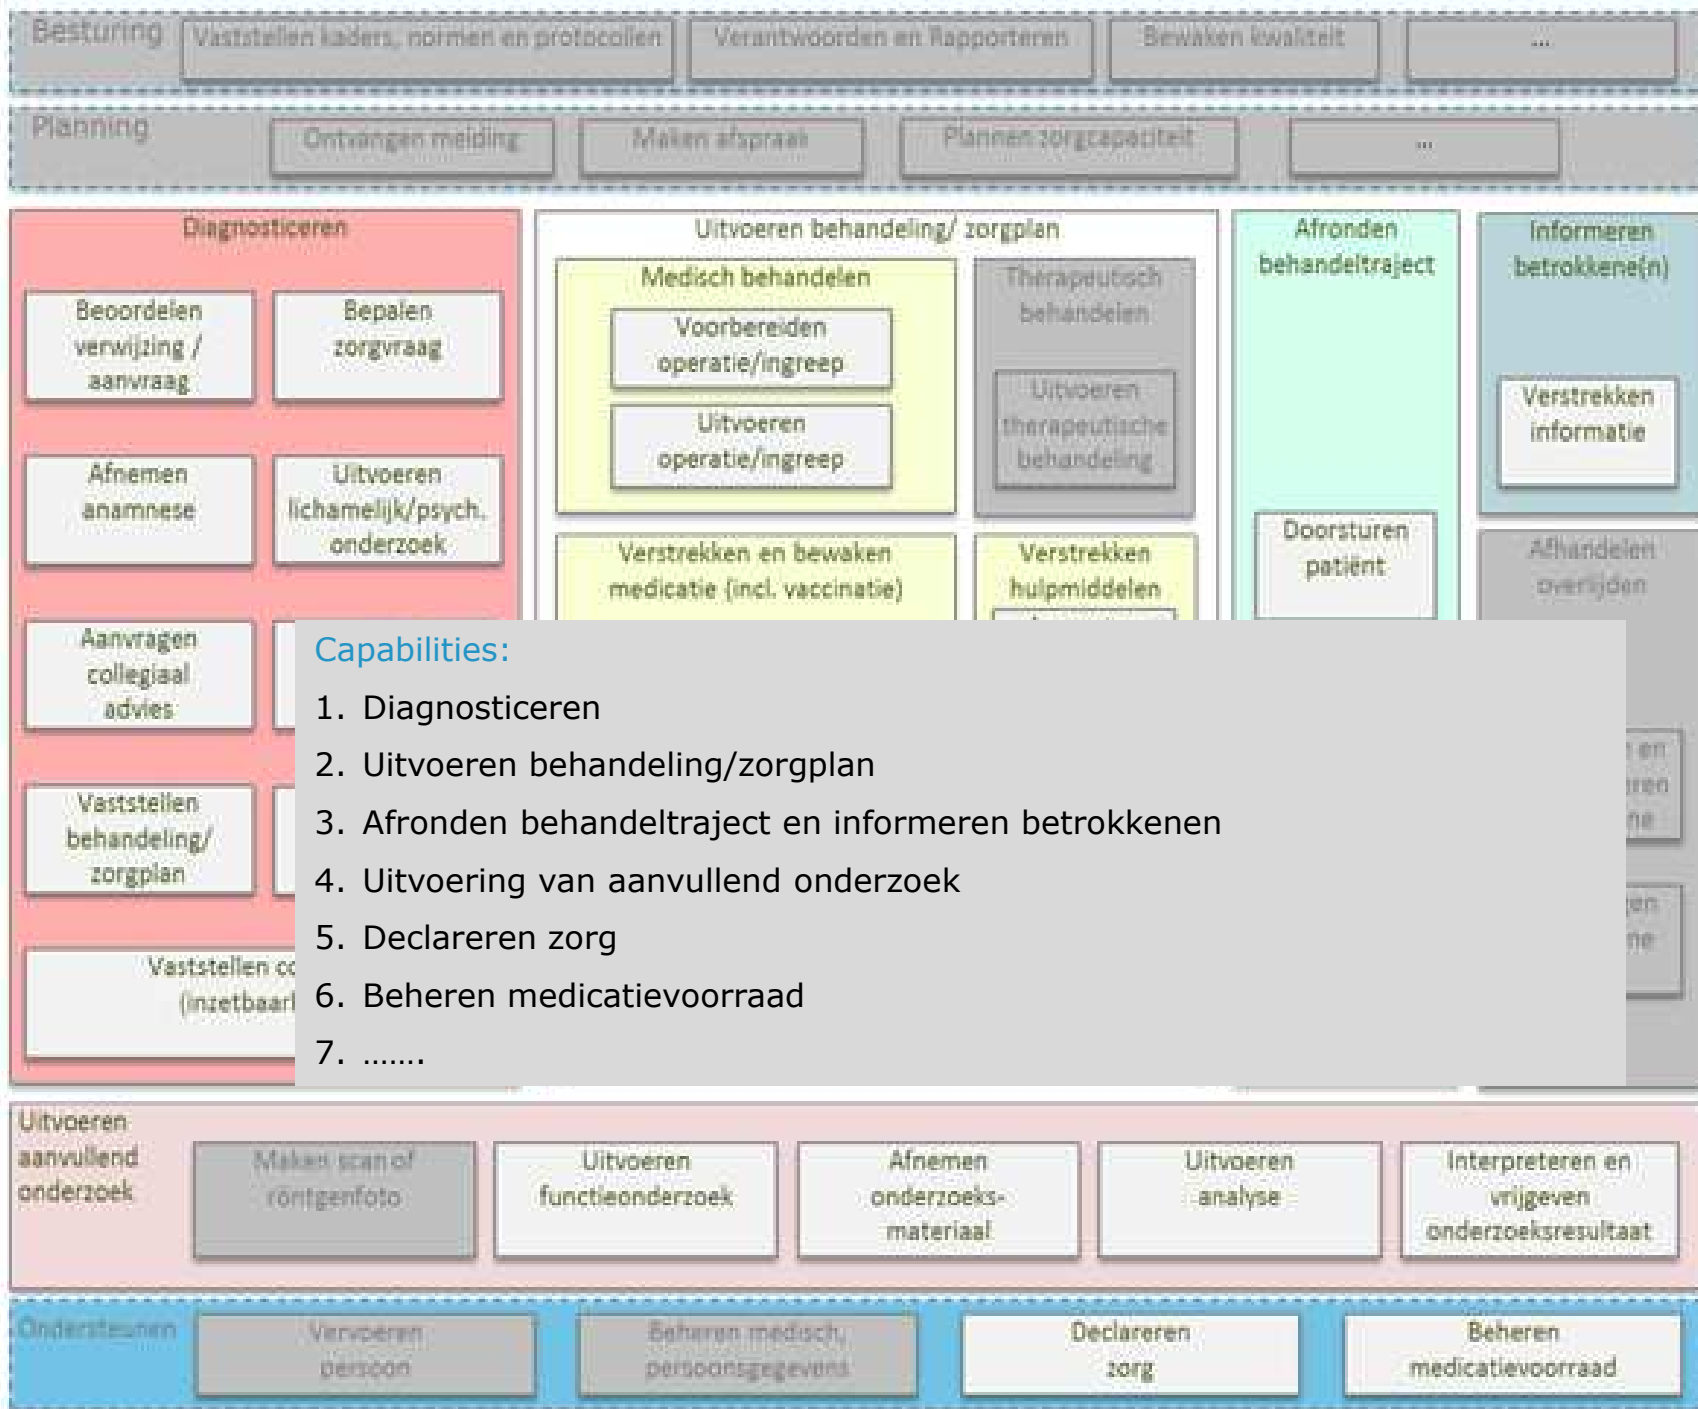 Besturing
Vaststellen kaders, normen en protocollen
Verantwoorden en Rapporteren
Bewaken kwaliteit
...
Planning
Ontvangen melding
Maken afspraak
Plannen zorgcapaciteit
...
Diagnosticeren
Beoordelen
verwijzing /
aanvraag
Bepalen
zorgvraag
Afnemen
anamnese
Uitvoeren
lichamelijk/psych.
onderzoek
Aanvragen
collegiaal
advies
Vaststellen
behandeling/
zorgplan
Vaststellen
Uitvoeren behandeling/ zorgplan
Medisch behandelen
Voorbereiden
operatie/ingreep
Uitvoeren
operatie/ingreep
Therapeutisch
behandelen
Uitvoeren
therapeutische
behandeling
Verstrekken en bewaken
medicatie (incl. vaccinatie)
Verstrekken
hulpmiddelen
Afronden
behandeltraject
Doorsturen
patiënt
Informeren
betrokkene(n)
Verstrekken
informatie
Afhandelen
overlijden
en
Capabilities:
1. Diagnosticeren
2. Uitvoeren behandeling/zorgplan
3. Afronden behandeltraject en informeren betrokkenen
4. Uitvoering van aanvullend onderzoek
5. Declareren zorg
6. Beheren medicatievoorraad
7. .......
Uitvoeren
aanvullend
onderzoek
Maken scan of
röntgenfoto
Uitvoeren
functieonderzoek
Afnemen
onderzoeks-
materiaal
Uitvoeren
analyse
Interpreteren en
vrijgeven
onderzoeksresultaat
Ondersteunen
Vervoeren
persoon
Beheren medisch,
persoonsgegevens
Declareren
zorg
Beheren
medicatievoorraad